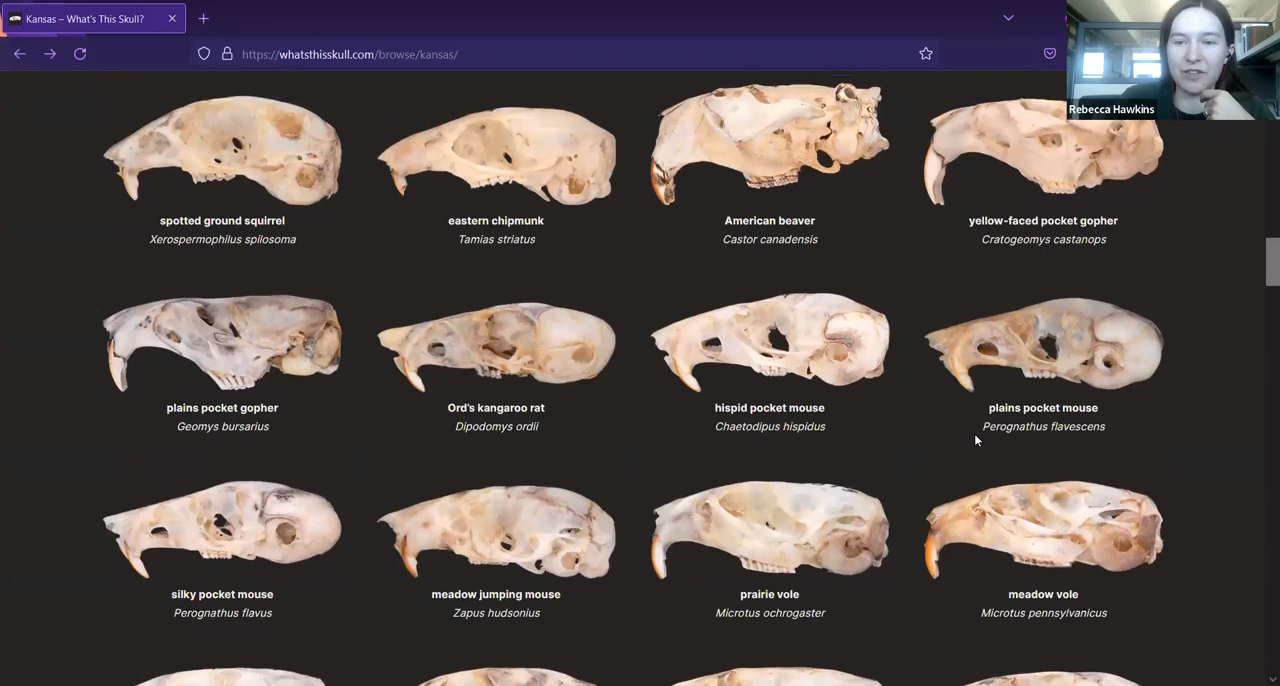 Kansas – What's This Skull?
https://whatsthisskull.com/browse/kansas/
Rebecca Hawkins
spotted ground squirrel
Xerospermophilus spilosoma
eastern chipmunk
Tamias striatus
American beaver
Castor canadensis
yellow-faced pocket gopher
Cratogeomys castanops
plains pocket gopher
Geomys bursarius
Ord's kangaroo rat
Dipodomys ordii
hispid pocket mouse
Chaetodipus hispidus
plains pocket mouse
Perognathus flavescens
silky pocket mouse
Perognathus flavus
meadow jumping mouse
Zapus hudsonius
prairie vole
Microtus ochrogaster
meadow vole
Microtus pennsylvanicus